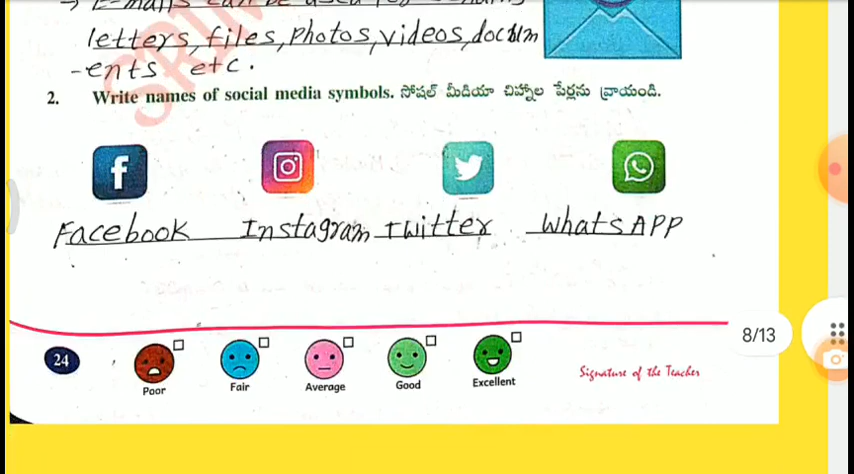 letters, files, photos, videos, docum
-ents etc.
2. Write names of social media symbols. సోషల్ మీడియా చిహ్నాల పేర్లను వ్రాయండి.
Facebook Instagram Twitter WhatsAPP
8/13
24
Poor Fair Average Good Excellent
Signature of the Teacher